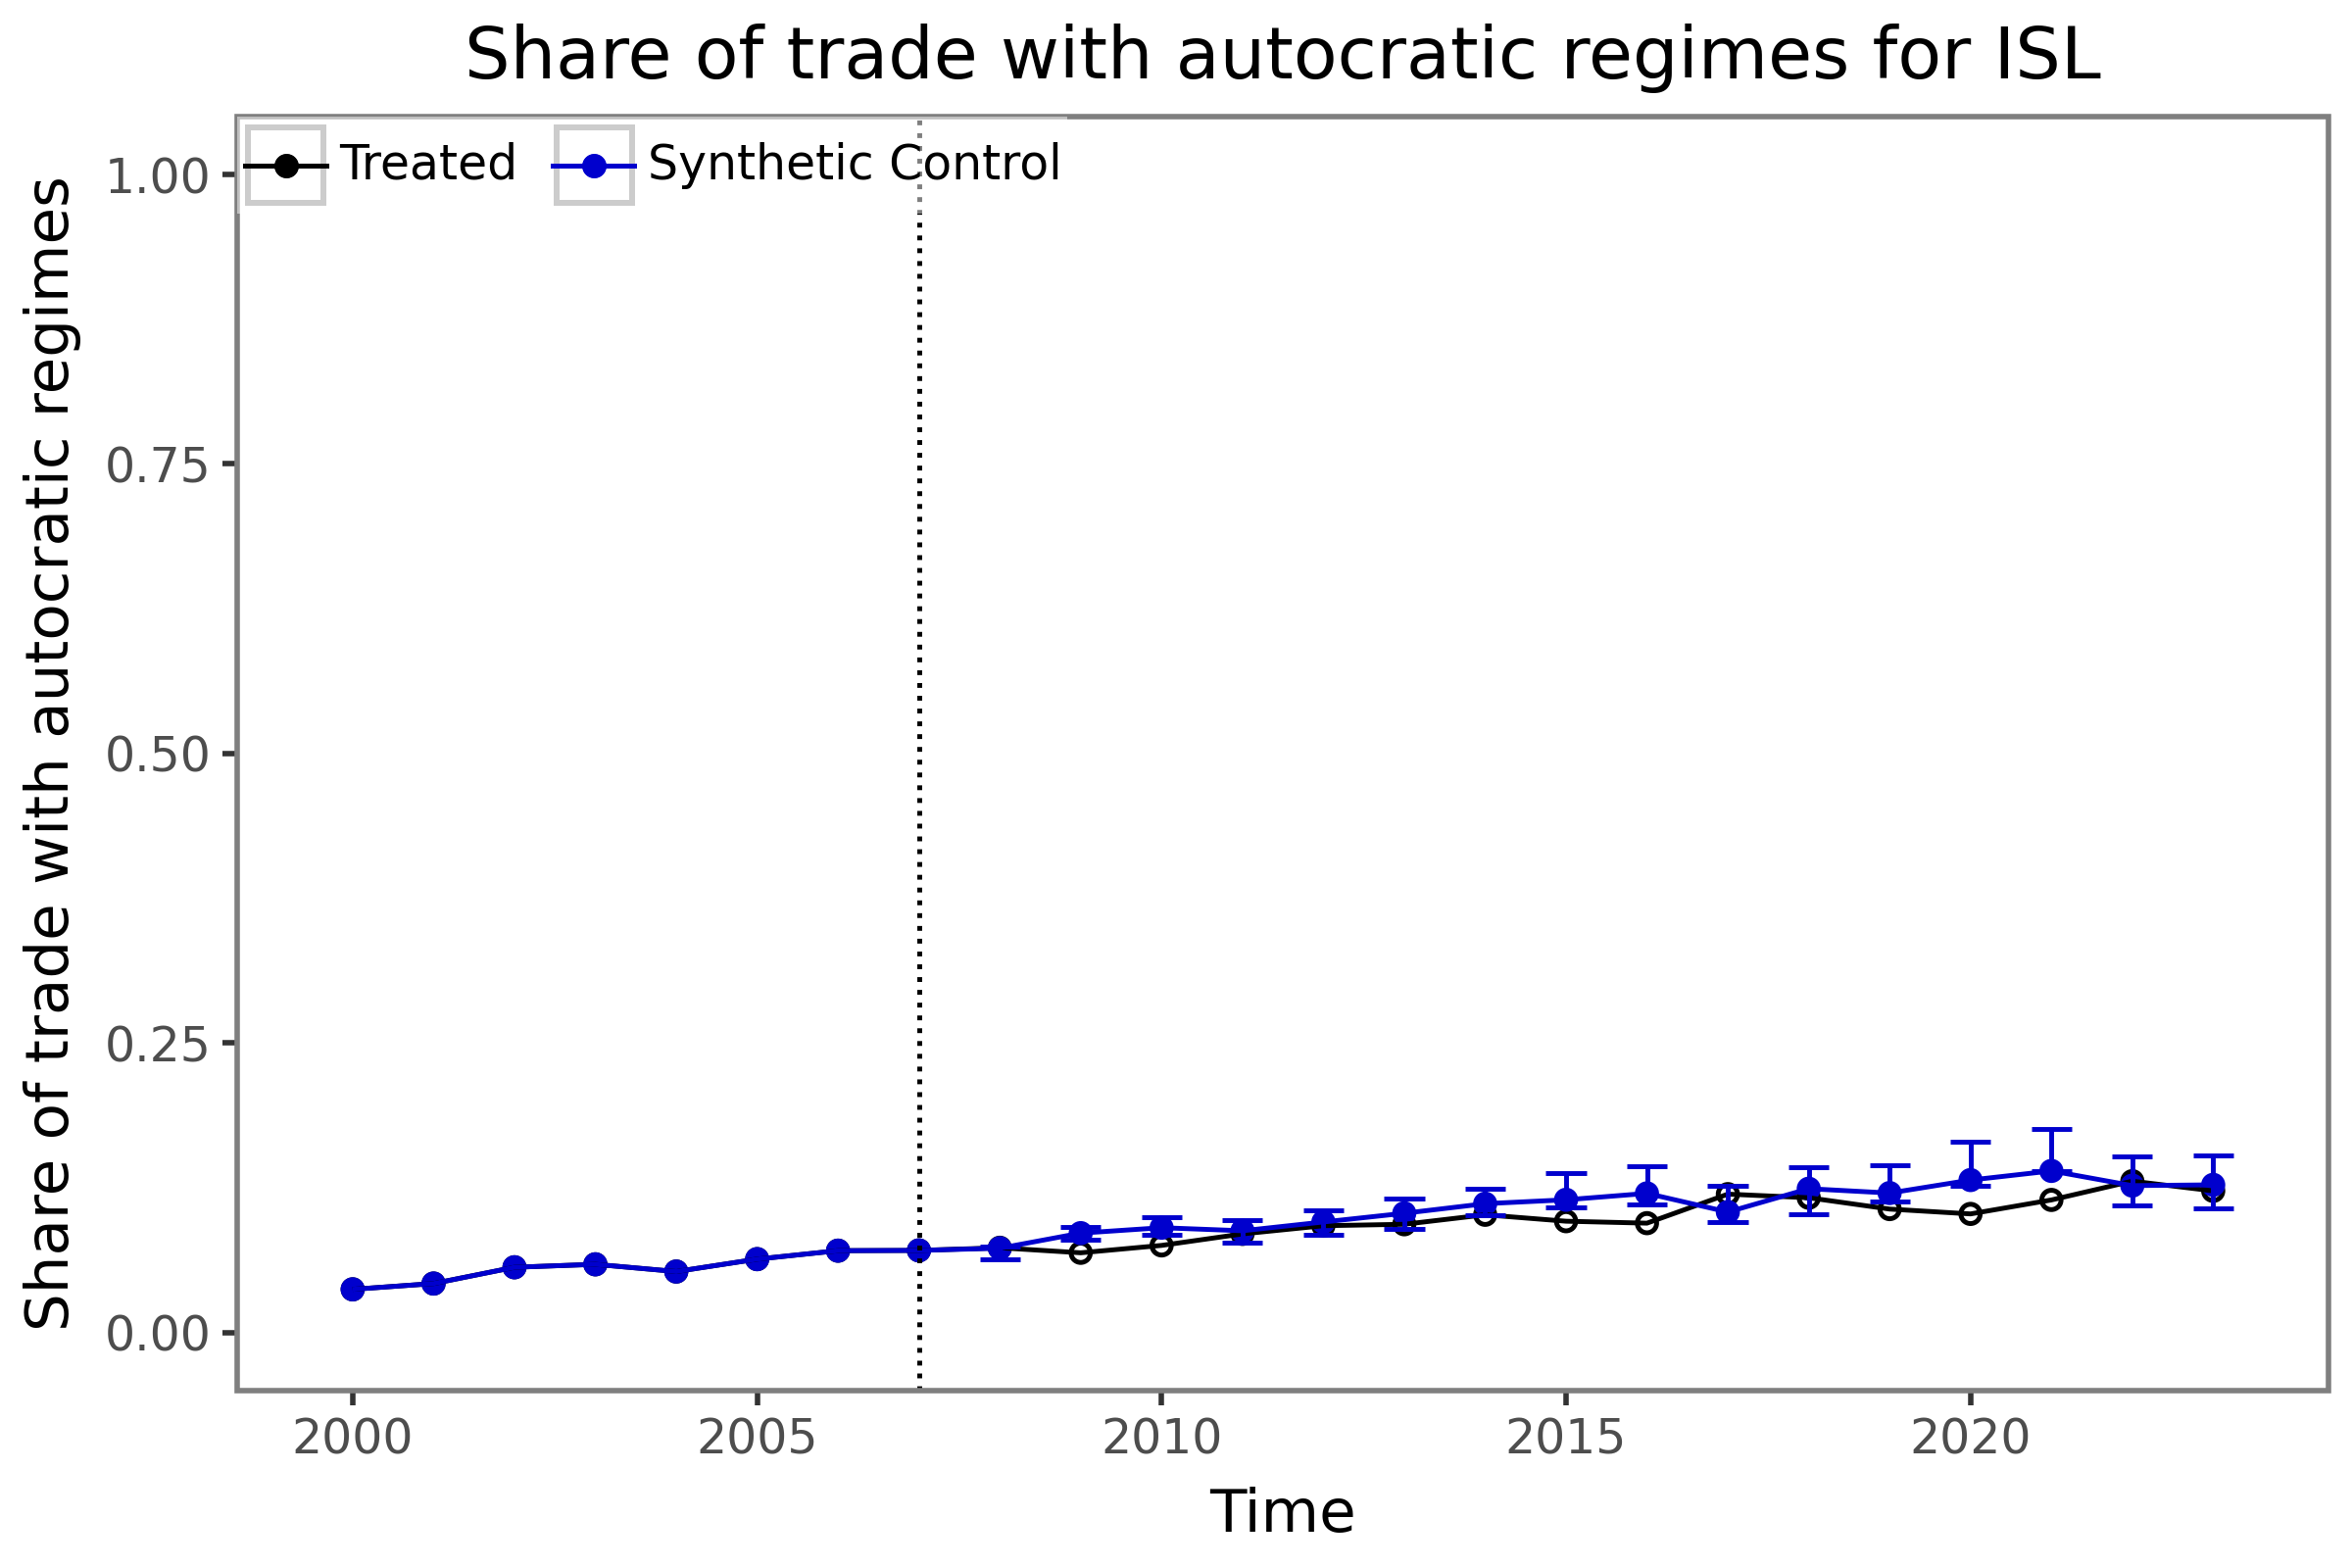 Share of trade with autocratic regimes for ISL
Treated
Synthetic Control
Share of trade with autocratic regimes
1.00
0.75
0.50
0.25
0.00
2000
2005
2010
2015
2020
Time